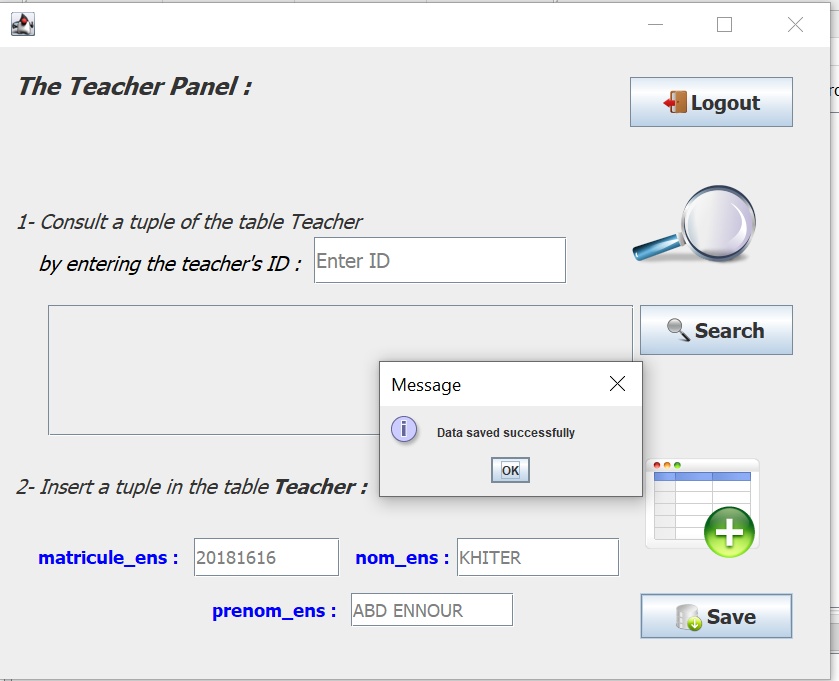 The Teacher Panel :
Logout
1- Consult a tuple of the table Teacher
by entering the teacher's ID :
Enter ID
Search
Message
Data saved successfully
OK
2- Insert a tuple in the table Teacher :
matricule_ens :
20181616
nom_ens :
KHITER
prenom_ens :
ABD ENNOUR
Save